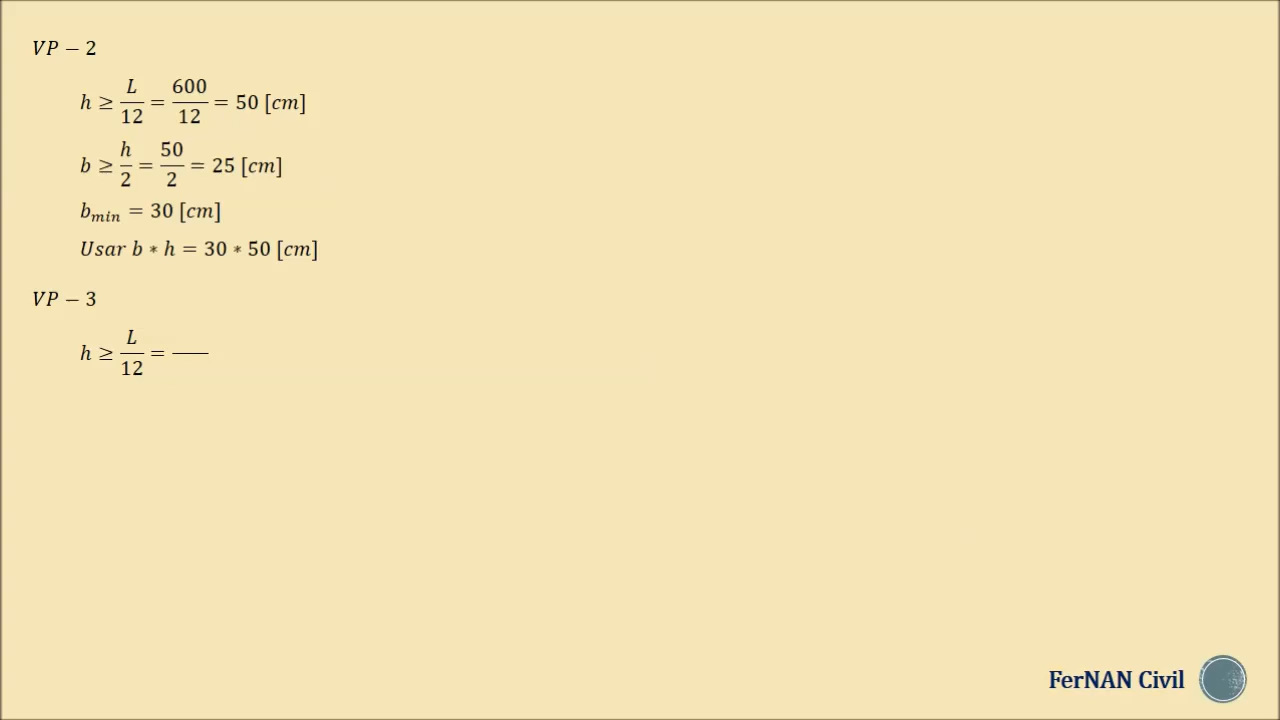 VP − 2
h ≥ L/12 = 600/12 = 50 [cm]
b ≥ h/2 = 50/2 = 25 [cm]
b_min = 30 [cm]
Usar b ∗ h = 30 ∗ 50 [cm]
VP − 3
h ≥ L/12 = —
FerNAN Civil